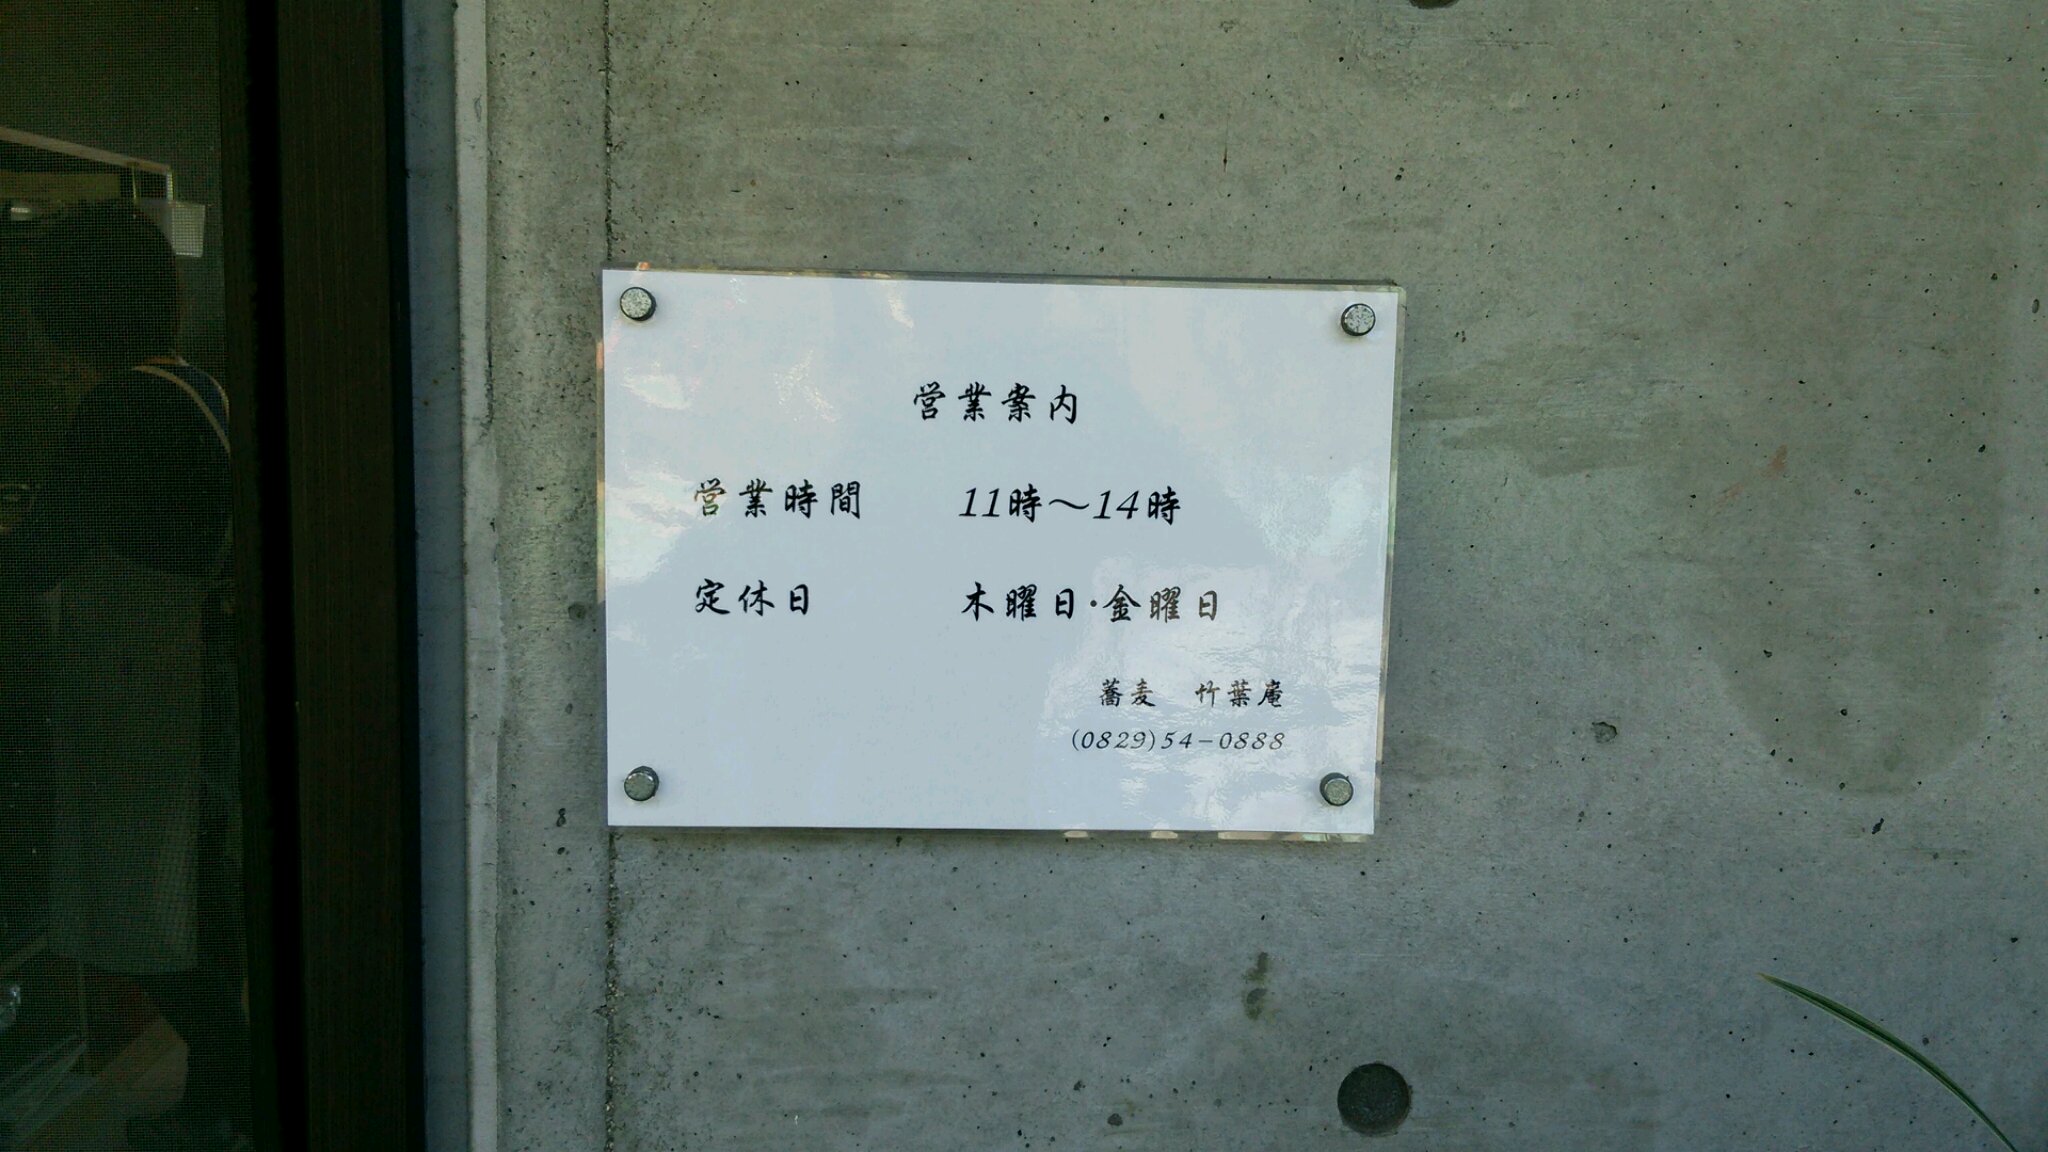 営業案内
営業時間　11時～14時
定休日　木曜日・金曜日
蕎麦　竹葉庵
(0829)54-0888